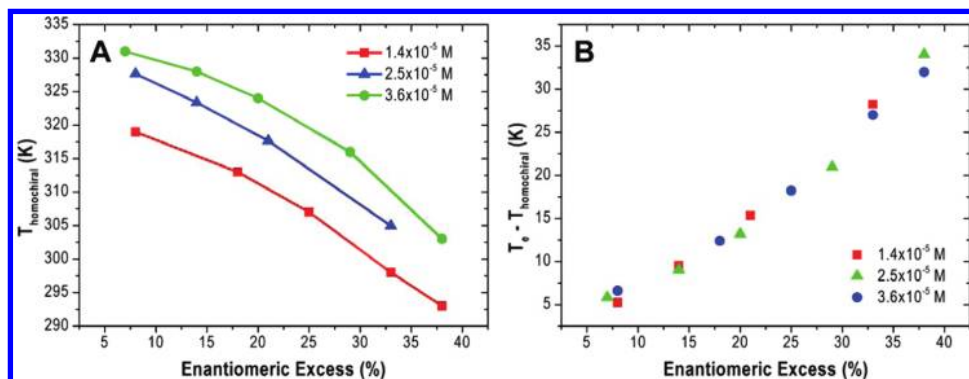 A
335
330
325
320
315
310
305
300
295
290
T_homochiral (K)
1.4x10⁻⁵ M
2.5x10⁻⁵ M
3.6x10⁻⁵ M
5 10 15 20 25 30 35 40
Enantiomeric Excess (%)
B
35
30
25
20
15
10
5
T_e - T_homochiral (K)
1.4x10⁻⁵ M
2.5x10⁻⁵ M
3.6x10⁻⁵ M
5 10 15 20 25 30 35 40
Enantiomeric Excess (%)